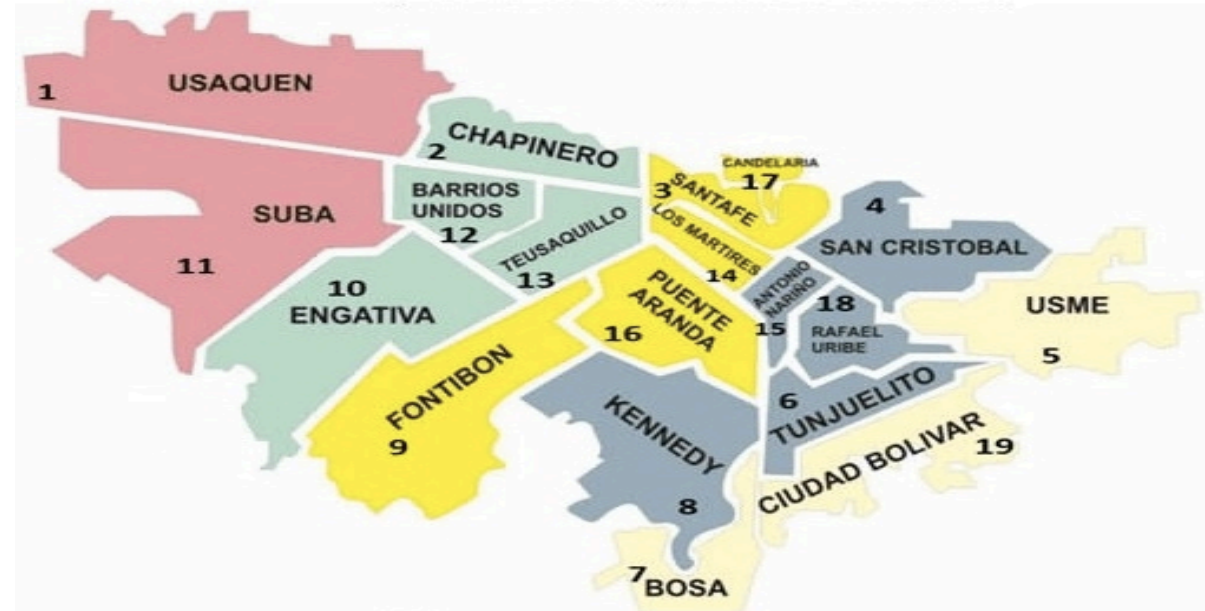 USAQUEN
1
CHAPINERO
2
CANDELARIA
17
3
SANTAFE
4
BARRIOS
UNIDOS
12
SUBA
11
TEUSAQUILLO
13
LOS MARTIRES
14
SAN CRISTOBAL
10
ENGATIVA
PUENTE
ARANDA
16
ANTONIO
NARIÑO
15
18
RAFAEL
URIBE
USME
5
FONTIBON
9
KENNEDY
8
6
TUNJUELITO
CIUDAD BOLIVAR
19
7
BOSA